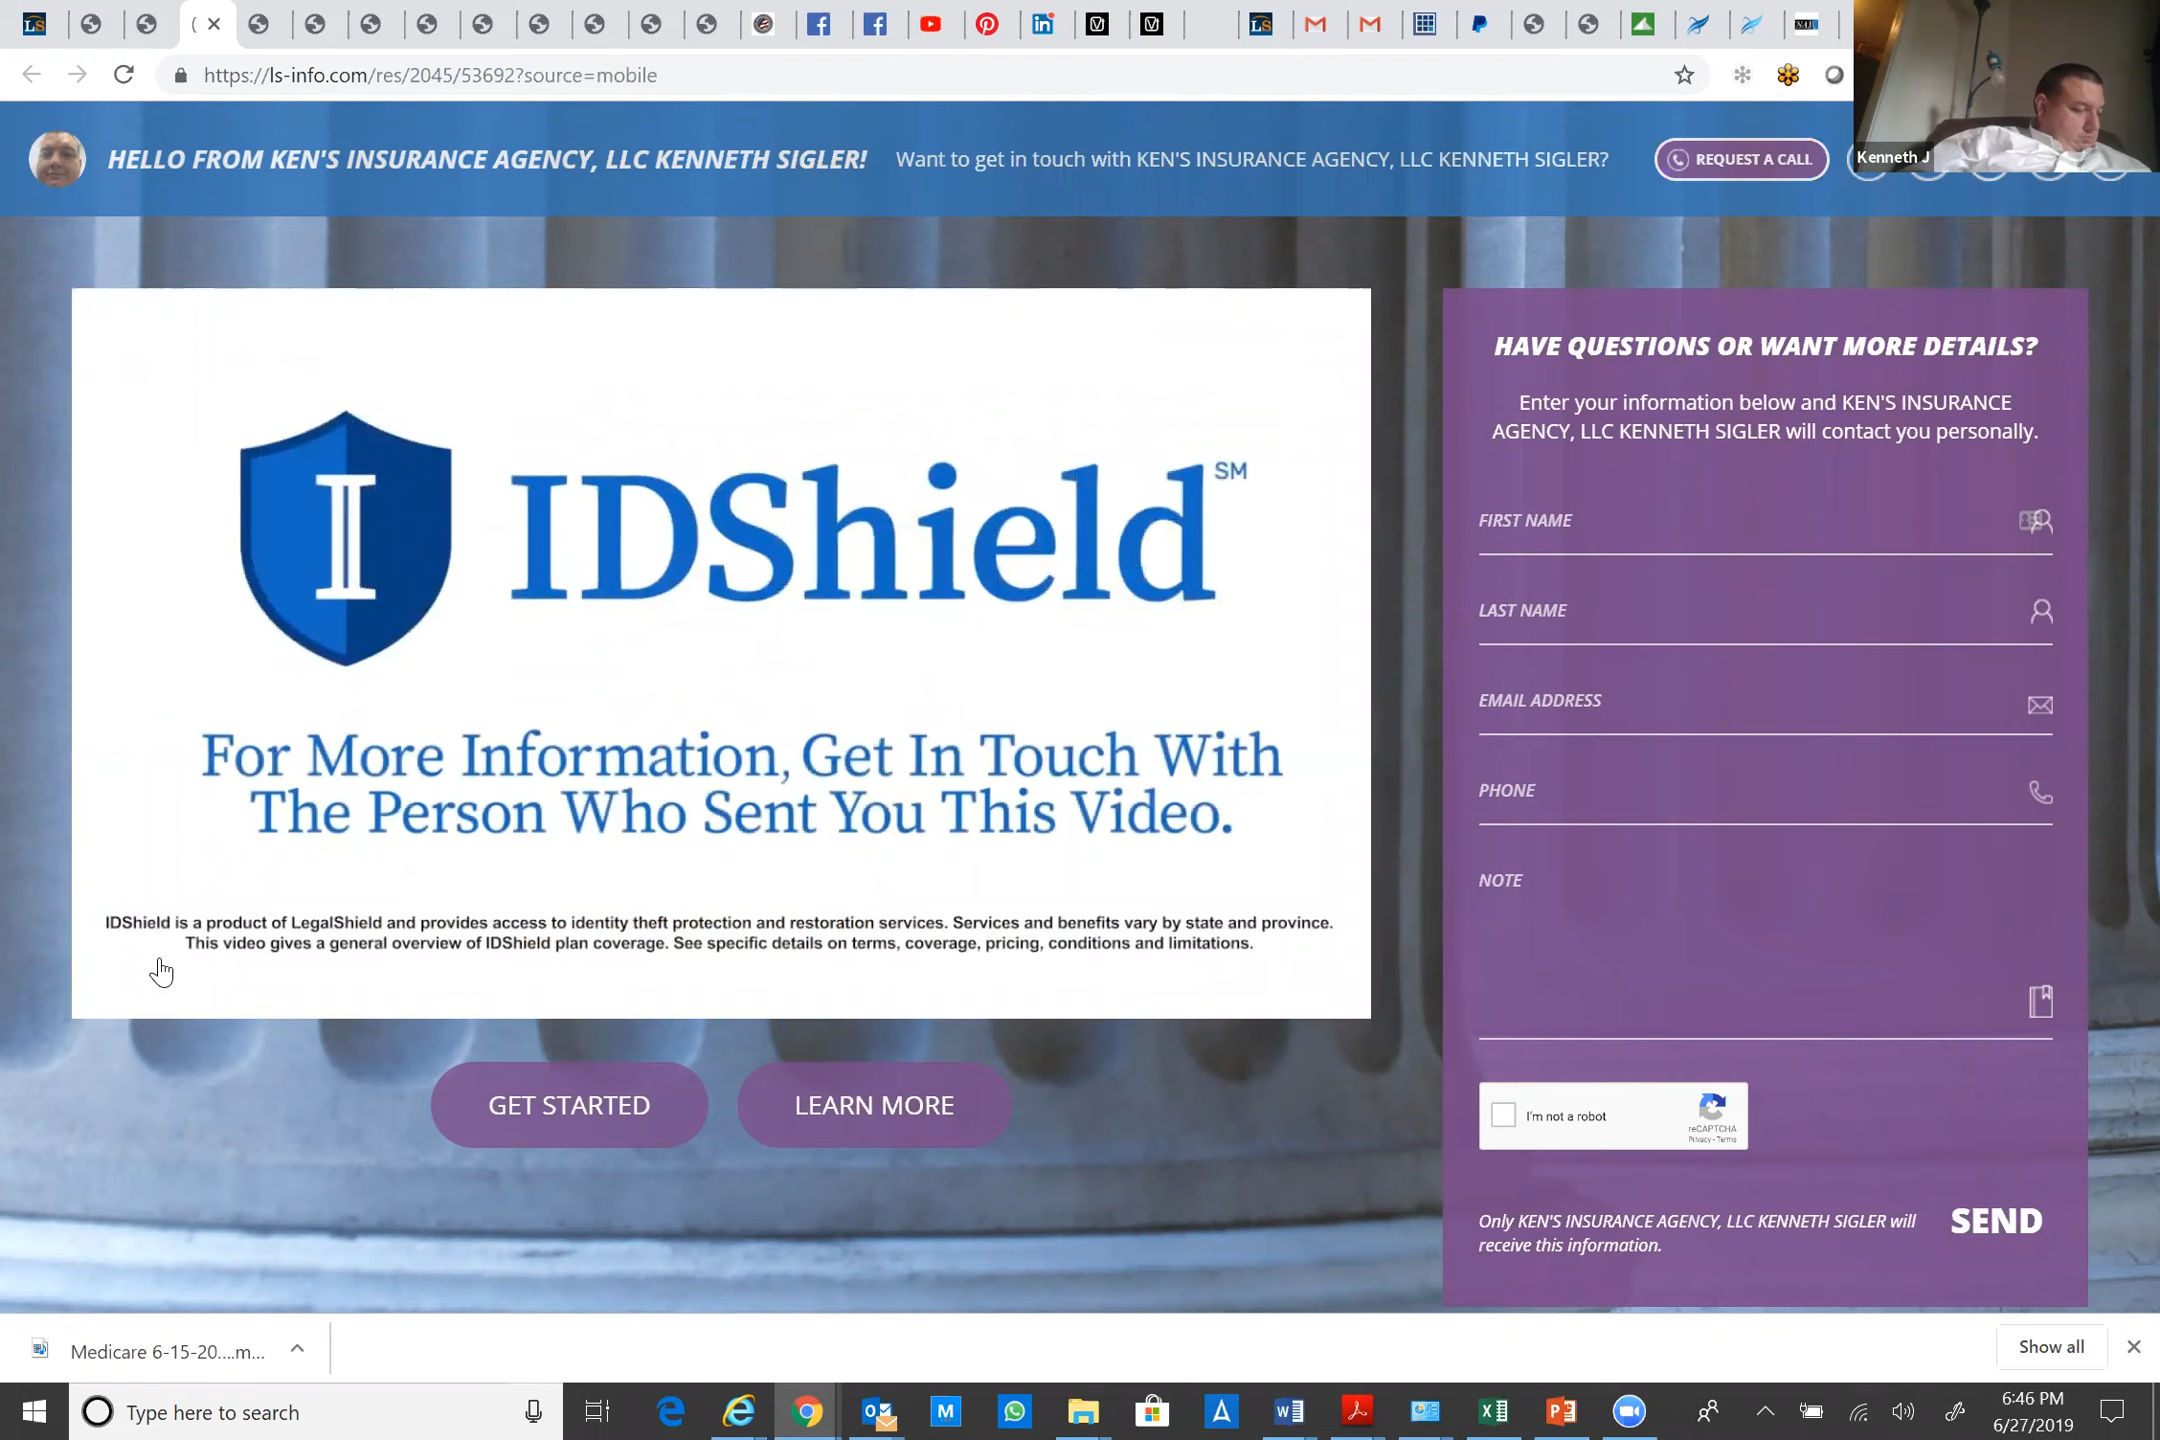 https://ls-info.com/res/2045/53692?source=mobile
HELLO FROM KEN'S INSURANCE AGENCY, LLC KENNETH SIGLER!
Want to get in touch with KEN'S INSURANCE AGENCY, LLC KENNETH SIGLER?
REQUEST A CALL
Kenneth J
I IDShield SM
For More Information, Get In Touch With
The Person Who Sent You This Video.
IDShield is a product of LegalShield and provides access to identity theft protection and restoration services. Services and benefits vary by state and province.
This video gives a general overview of IDShield plan coverage. See specific details on terms, coverage, pricing, conditions and limitations.
GET STARTED
LEARN MORE
HAVE QUESTIONS OR WANT MORE DETAILS?
Enter your information below and KEN'S INSURANCE
AGENCY, LLC KENNETH SIGLER will contact you personally.
FIRST NAME
LAST NAME
EMAIL ADDRESS
PHONE
NOTE
I'm not a robot
reCAPTCHA
Privacy - Terms
Only KEN'S INSURANCE AGENCY, LLC KENNETH SIGLER will
receive this information.
SEND
Medicare 6-15-20....m...
Show all
Type here to search
6:46 PM
6/27/2019